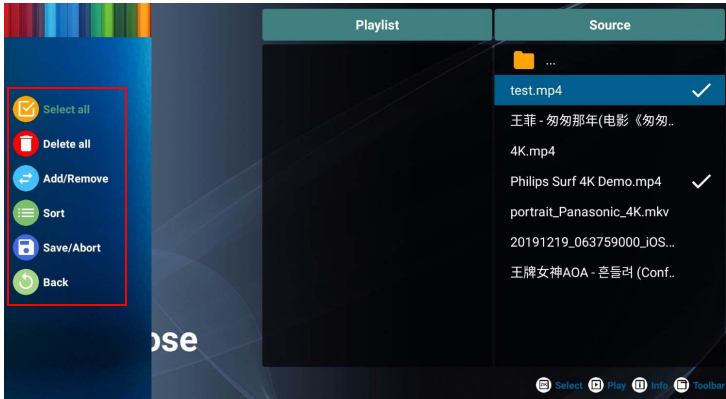 Playlist
Source
...
test.mp4
王菲 - 匆匆那年(电影《匆匆..
4K.mp4
Philips Surf 4K Demo.mp4
portrait_Panasonic_4K.mkv
20191219_063759000_iOS...
王牌女神AOA - 흔들려 (Conf..
Select all
Delete all
Add/Remove
Sort
Save/Abort
Back
ose
Select Play Info Toolbar